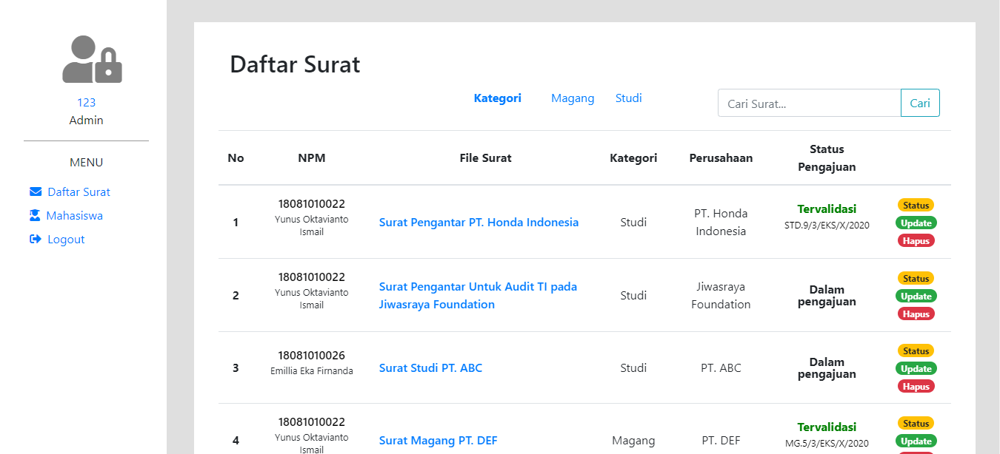 123
Admin
MENU
Daftar Surat
Mahasiswa
Logout
Daftar Surat
Kategori Magang Studi
Cari Surat... Cari
No NPM File Surat Kategori Perusahaan Status
Pengajuan
1
18081010022
Yunus Oktavianto
Ismail
Surat Pengantar PT. Honda Indonesia
Studi
PT. Honda
Indonesia
Tervalidasi
STD.9/3/EKS/X/2020
Status
Update
Hapus
2
18081010022
Yunus Oktavianto
Ismail
Surat Pengantar Untuk Audit TI pada
Jiwasraya Foundation
Studi
Jiwasraya
Foundation
Dalam
pengajuan
Status
Update
Hapus
3
18081010026
Emillia Eka Firnanda
Surat Studi PT. ABC
Studi
PT. ABC
Dalam
pengajuan
Status
Update
Hapus
4
18081010022
Yunus Oktavianto
Ismail
Surat Magang PT. DEF
Magang
PT. DEF
Tervalidasi
MG.5/3/EKS/X/2020
Status
Update